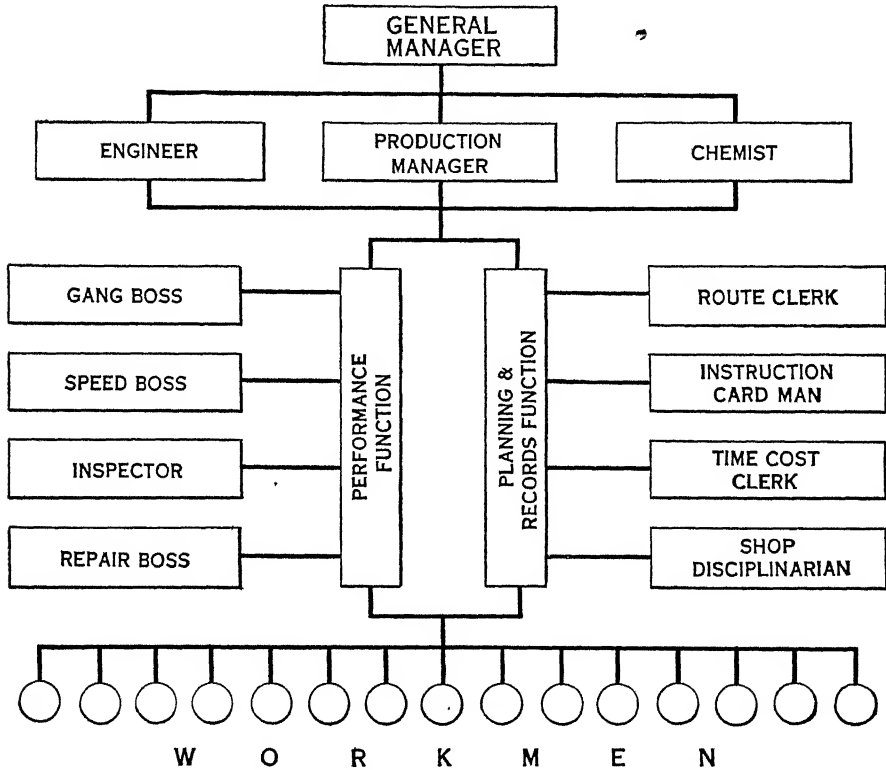 GENERAL
MANAGER
ENGINEER
PRODUCTION
MANAGER
CHEMIST
GANG BOSS
SPEED BOSS
INSPECTOR
REPAIR BOSS
PERFORMANCE
FUNCTION
PLANNING &
RECORDS FUNCTION
ROUTE CLERK
INSTRUCTION
CARD MAN
TIME COST
CLERK
SHOP
DISCIPLINARIAN
W O R K M E N